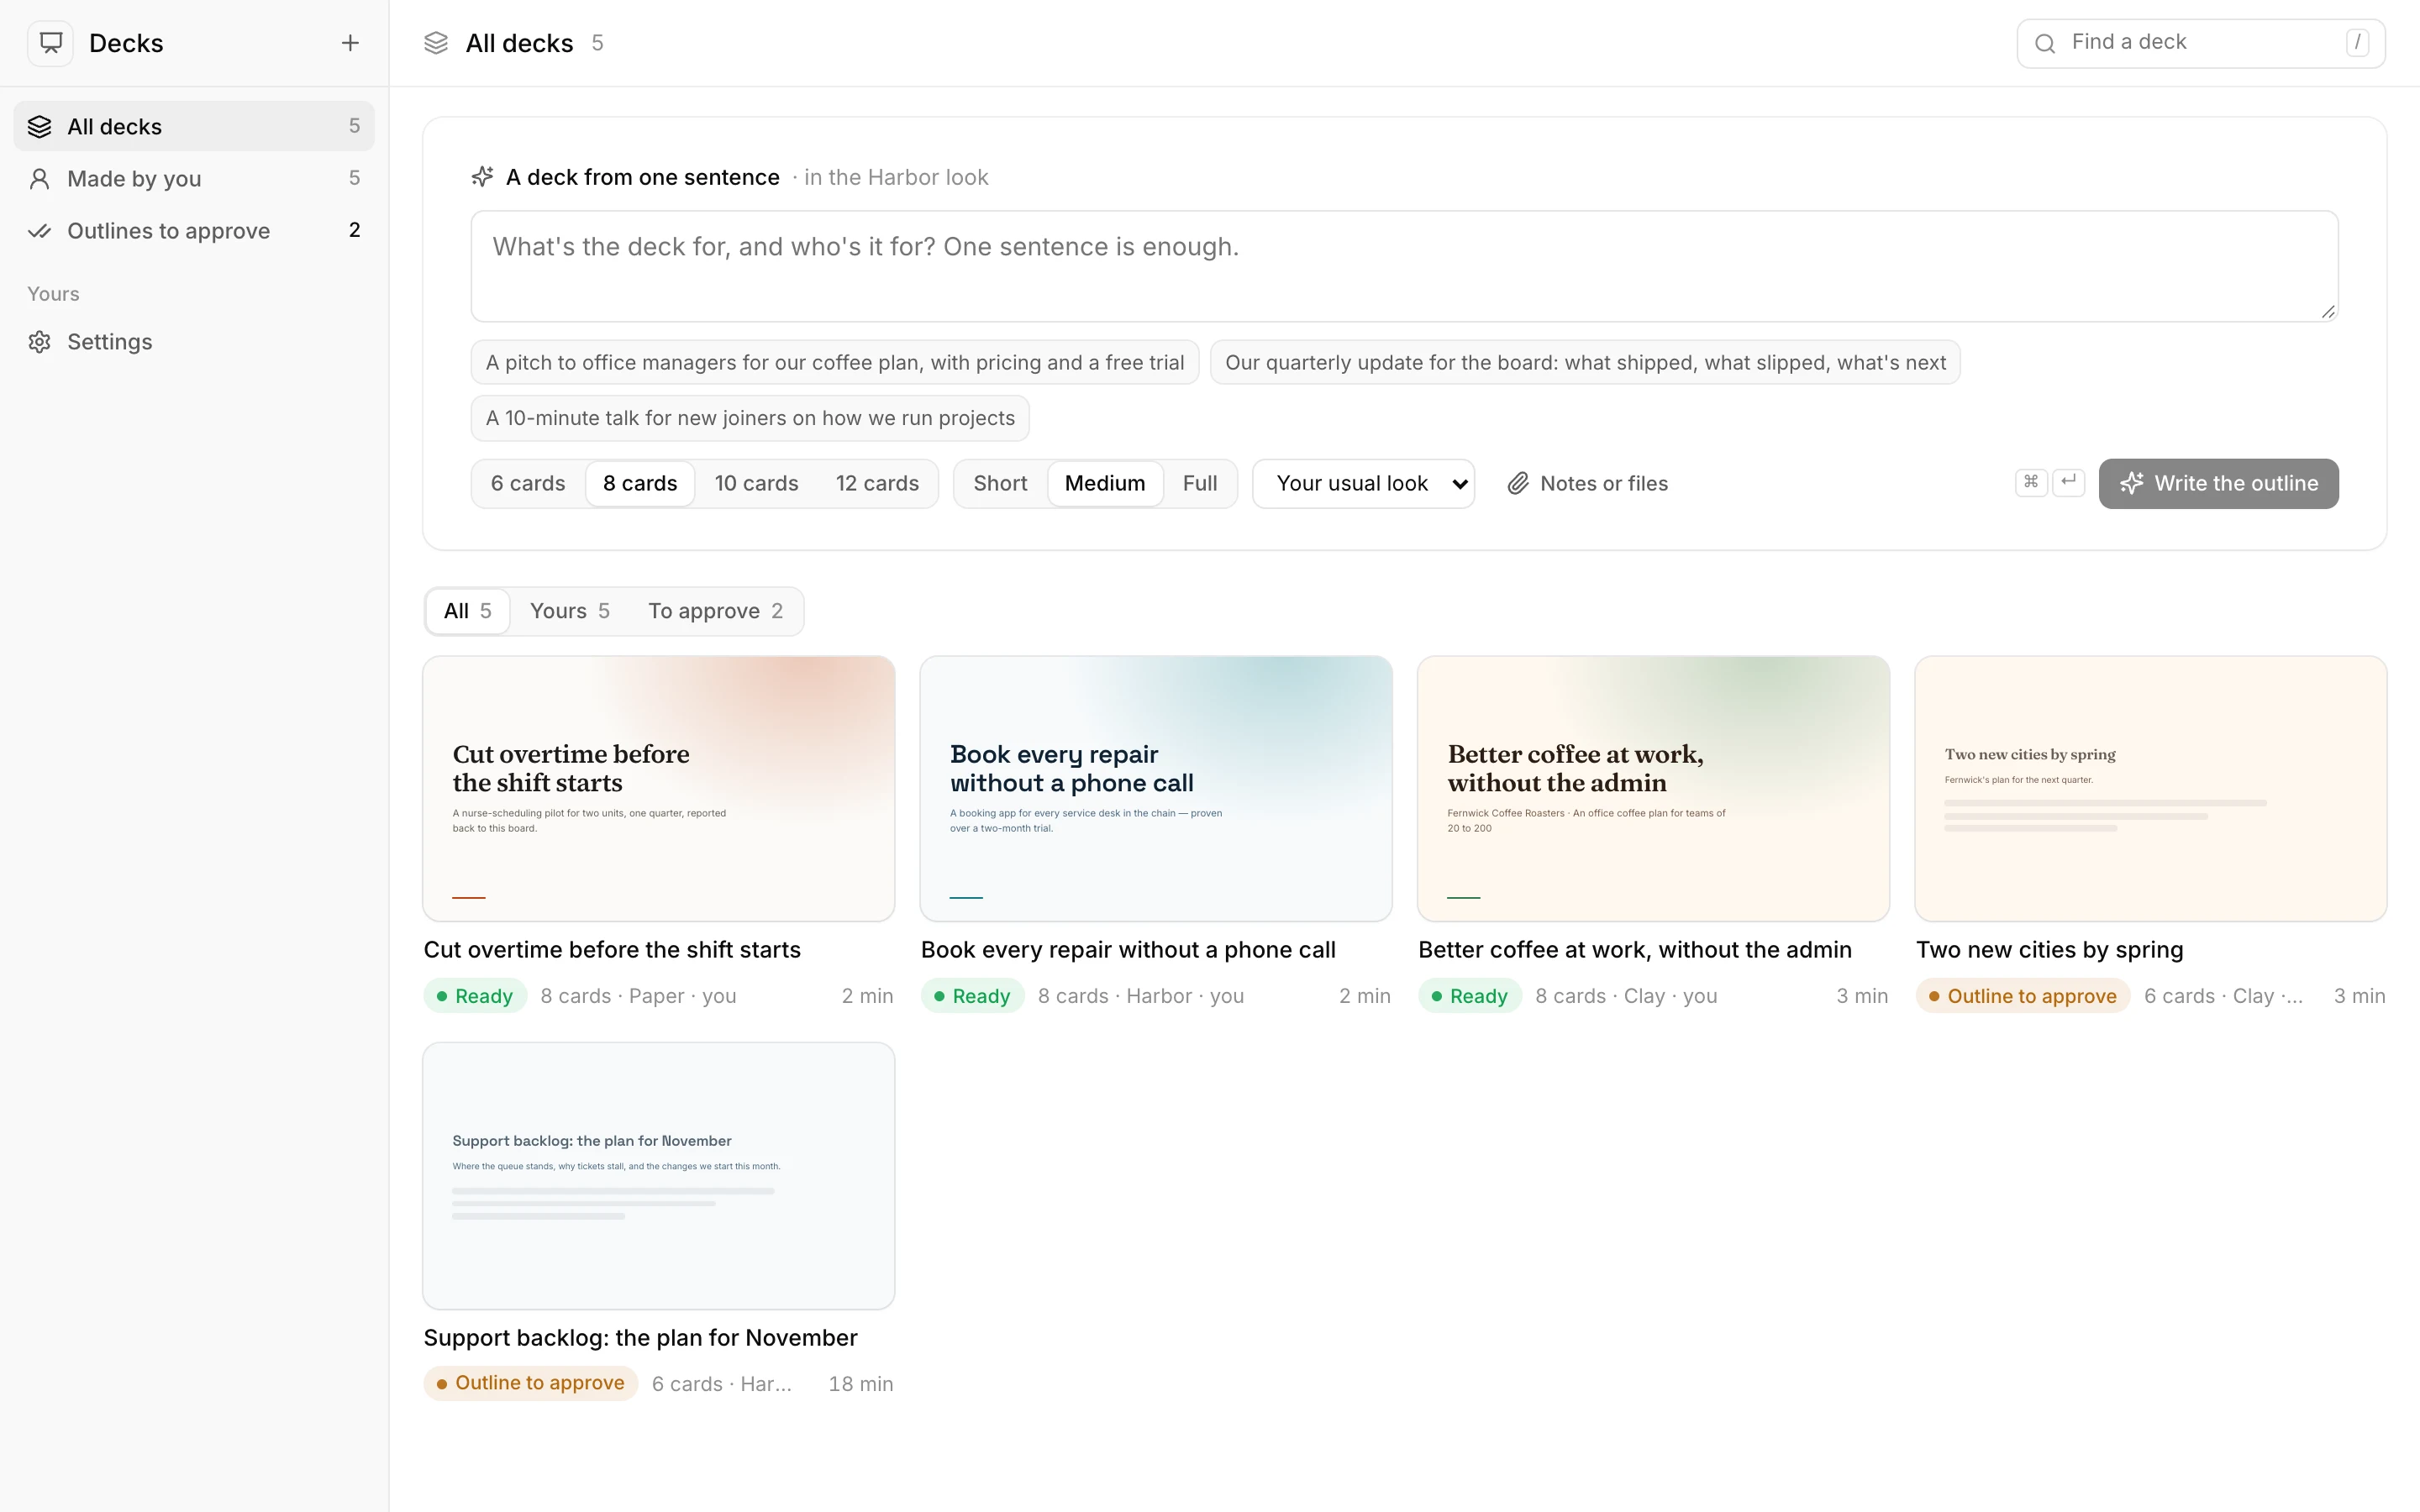 Decks
All decks 5
Find a deck /
All decks 5
Made by you 5
Outlines to approve 2
Yours
Settings
A deck from one sentence · in the Harbor look
What's the deck for, and who's it for? One sentence is enough.
A pitch to office managers for our coffee plan, with pricing and a free trial
Our quarterly update for the board: what shipped, what slipped, what's next
A 10-minute talk for new joiners on how we run projects
6 cards 8 cards 10 cards 12 cards Short Medium Full Your usual look Notes or files ⌘ ↵ Write the outline
All 5 Yours 5 To approve 2
Cut overtime before
the shift starts
A nurse-scheduling pilot for two units, one quarter, reported
back to this board.
Cut overtime before the shift starts
Ready 8 cards · Paper · you 2 min
Book every repair
without a phone call
A booking app for every service desk in the chain — proven
over a two-month trial.
Book every repair without a phone call
Ready 8 cards · Harbor · you 2 min
Better coffee at work,
without the admin
Fernwick Coffee Roasters · An office coffee plan for teams of
20 to 200
Better coffee at work, without the admin
Ready 8 cards · Clay · you 3 min
Two new cities by spring
Fernwick's plan for the next quarter.
Two new cities by spring
Outline to approve 6 cards · Clay ·... 3 min
Support backlog: the plan for November
Where the queue stands, why tickets stall, and the changes we start this month.
Support backlog: the plan for November
Outline to approve 6 cards · Har... 18 min